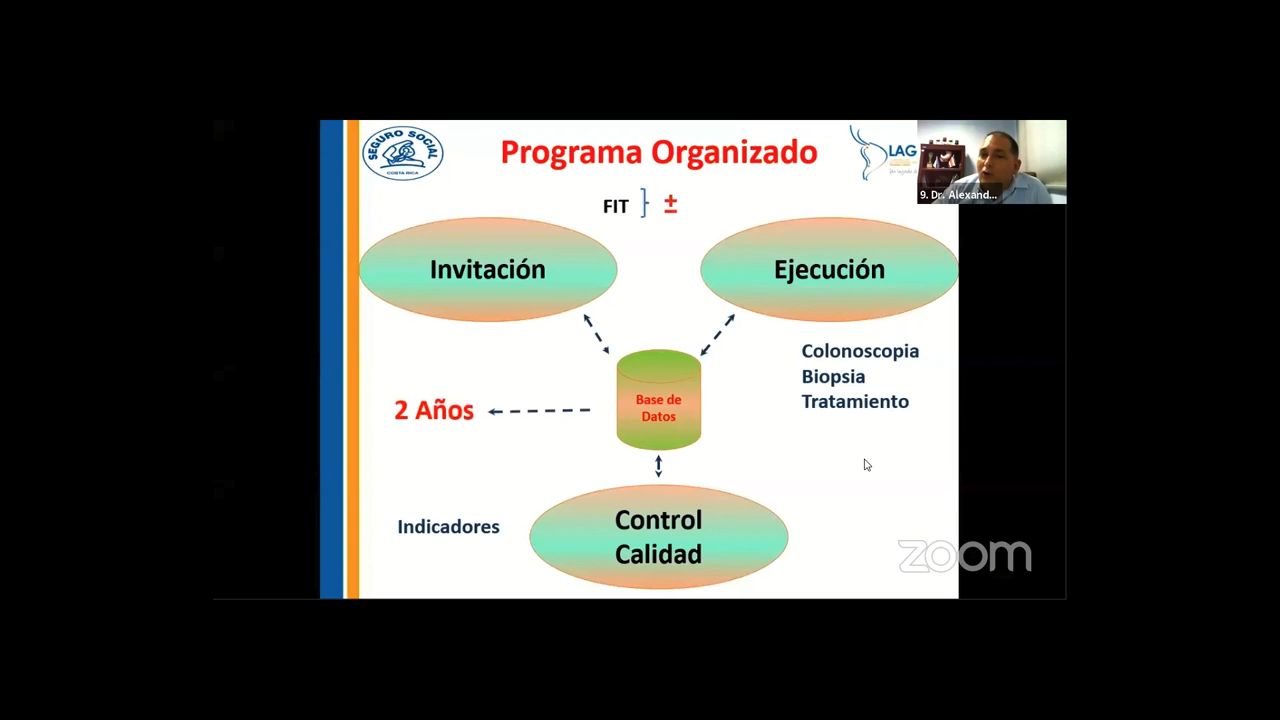 SEGURO SOCIAL
COSTA RICA
Programa Organizado
LAG
9. Dr. Alexand...
FIT } ±
Invitación
Ejecución
Colonoscopia
Biopsia
Tratamiento
Base de
Datos
2 Años
Indicadores
Control
Calidad
zoom